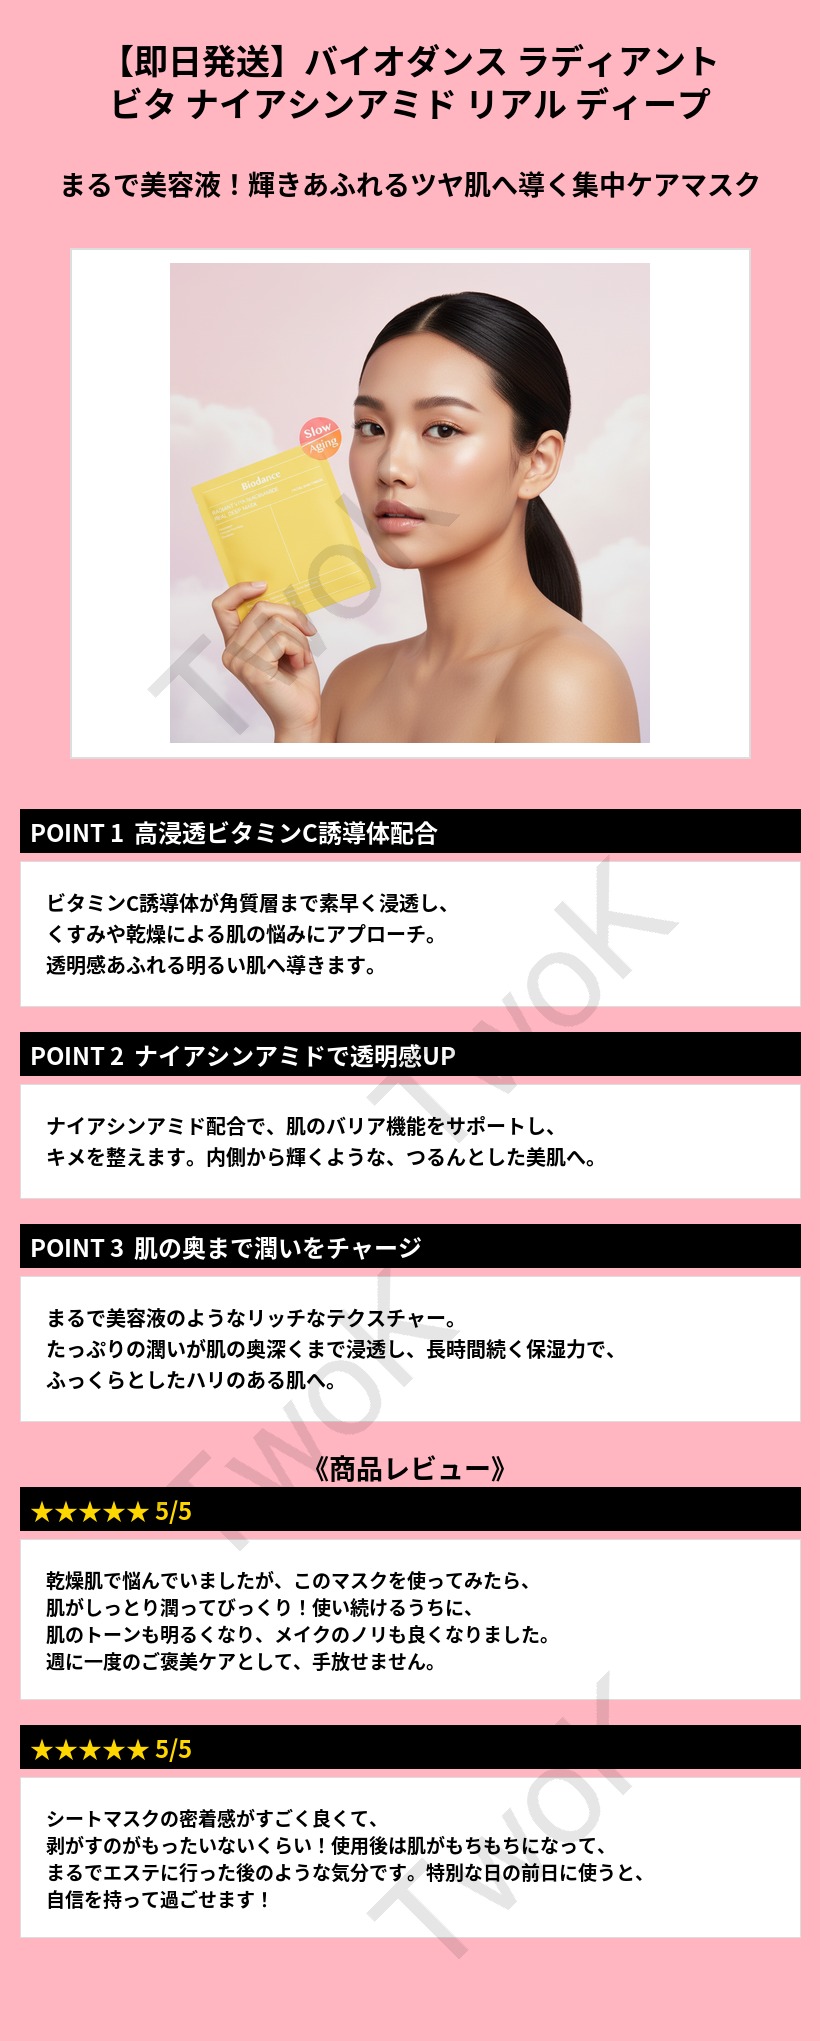 【即日発送】バイオダンス ラディアント
ビタ ナイアシンアミド リアル ディープ
まるで美容液！輝きあふれるツヤ肌へ導く集中ケアマスク
Slow
Aging
Biodance
RADIANT VITA NIACINAMIDE
REAL DEEP MASK
TwoK
POINT 1 高浸透ビタミンC誘導体配合
ビタミンC誘導体が角質層まで素早く浸透し、
くすみや乾燥による肌の悩みにアプローチ。
透明感あふれる明るい肌へ導きます。
TwoK
POINT 2 ナイアシンアミドで透明感UP
ナイアシンアミド配合で、肌のバリア機能をサポートし、
キメを整えます。内側から輝くような、つるんとした美肌へ。
POINT 3 肌の奥まで潤いをチャージ
まるで美容液のようなリッチなテクスチャー。
たっぷりの潤いが肌の奥深くまで浸透し、長時間続く保湿力で、
ふっくらとしたハリのある肌へ。
TwoK
《商品レビュー》
★★★★★ 5/5
乾燥肌で悩んでいましたが、このマスクを使ってみたら、
肌がしっとり潤ってびっくり！使い続けるうちに、
肌のトーンも明るくなり、メイクのノリも良くなりました。
週に一度のご褒美ケアとして、手放せません。
★★★★★ 5/5
シートマスクの密着感がすごく良くて、
剥がすのがもったいないくらい！使用後は肌がもちもちになって、
まるでエステに行った後のような気分です。特別な日の前日に使うと、
自信を持って過ごせます！
TwoK